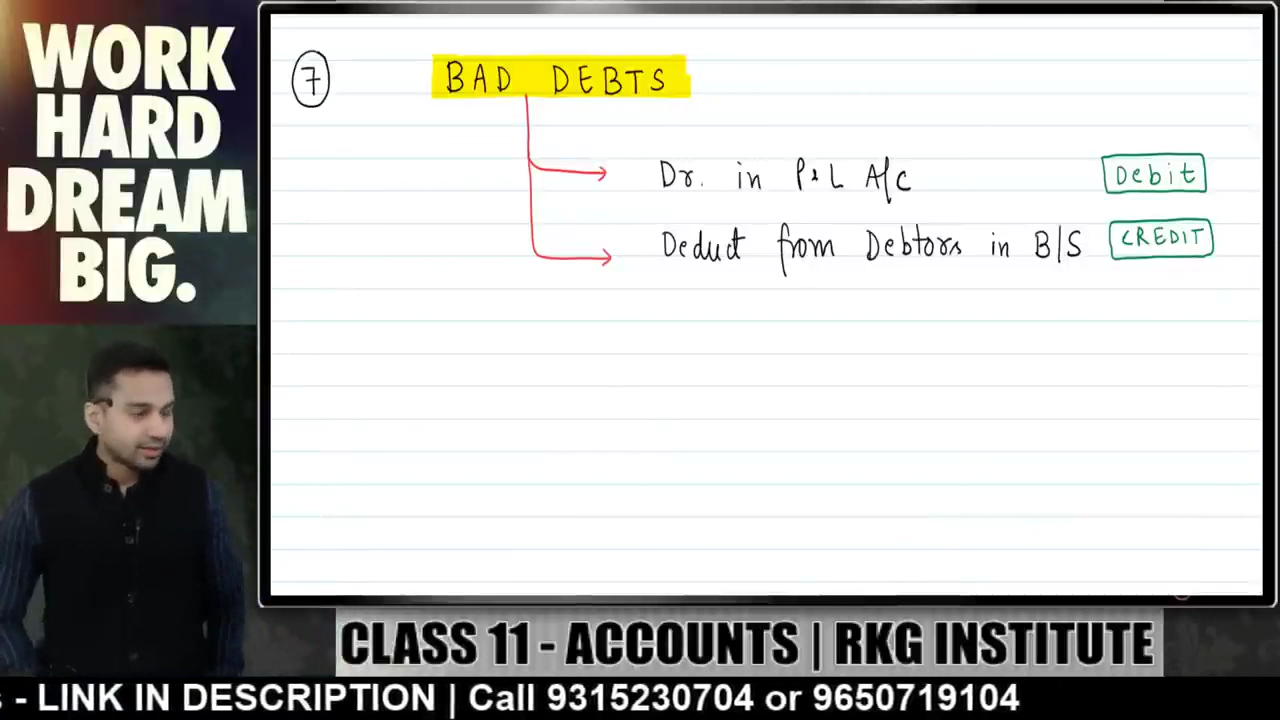 WORK
HARD
DREAM
BIG.
7 BAD DEBTS
Dr. in P&L A/c Debit
Deduct from Debtors in B/S CREDIT
CLASS 11 - ACCOUNTS | RKG INSTITUTE
- LINK IN DESCRIPTION | Call 9315230704 or 9650719104